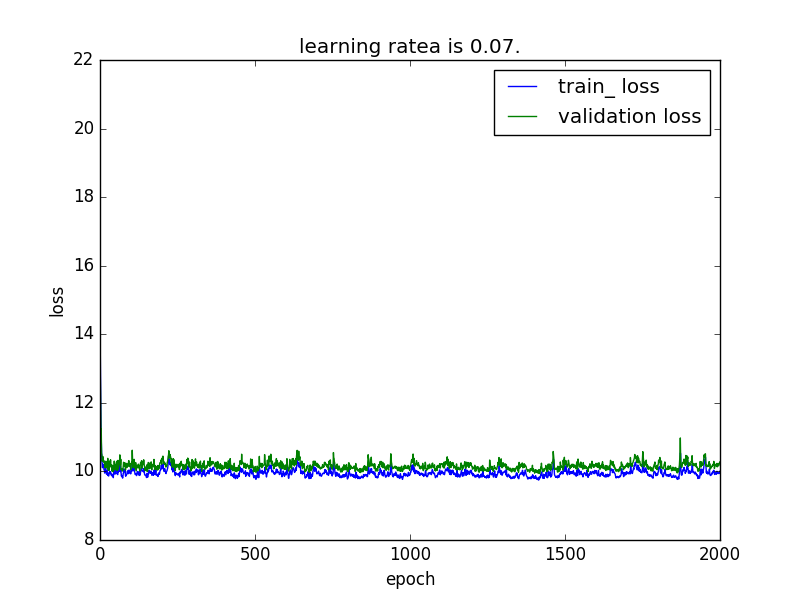 learning ratea is 0.07.
train_ loss
validation loss
22
20
18
16
14
12
10
8
loss
0
500
1000
1500
2000
epoch